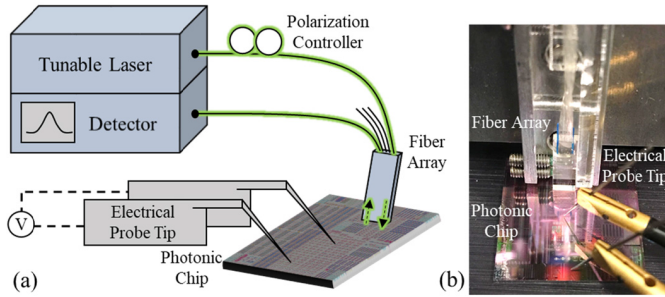 Polarization
Controller
Tunable Laser
Detector
Fiber
Array
V
Electrical
Probe Tip
Photonic
Chip
(a)
Fiber Array
Electrical
Probe Tip
Photonic
Chip
(b)